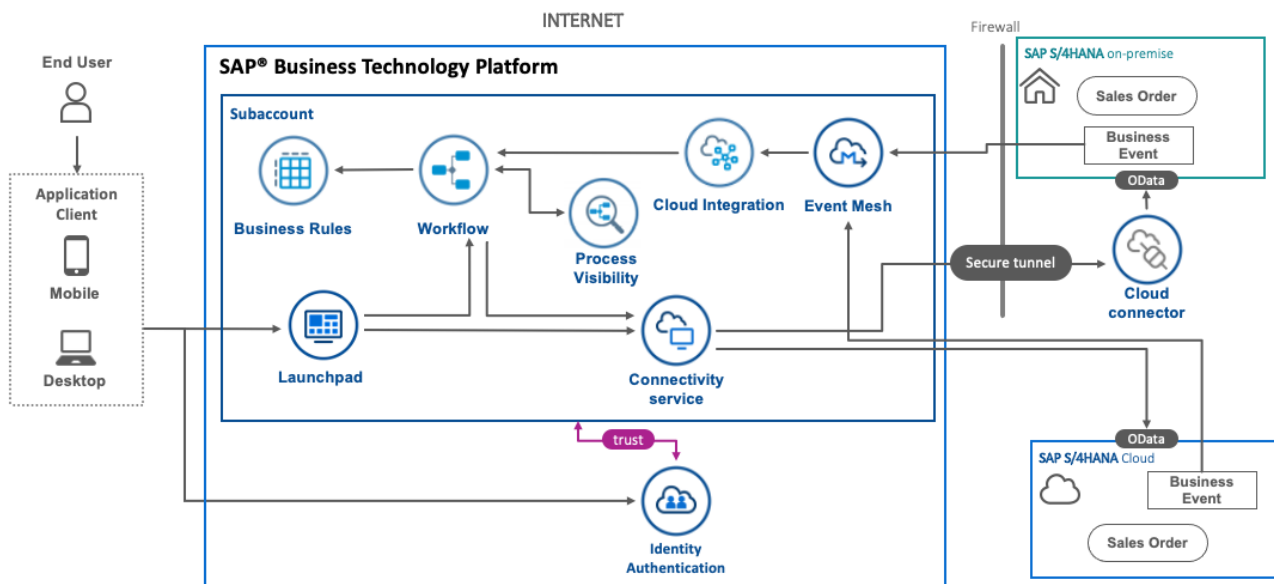 INTERNET
Firewall
End User
Application
Client
Mobile
Desktop
SAP® Business Technology Platform
Subaccount
Business Rules
Workflow
Process
Visibility
Cloud Integration
Event Mesh
Launchpad
Connectivity
service
trust
Identity
Authentication
SAP S/4HANA on-premise
Sales Order
Business
Event
OData
Secure tunnel
Cloud
connector
OData
SAP S/4HANA Cloud
Business
Event
Sales Order